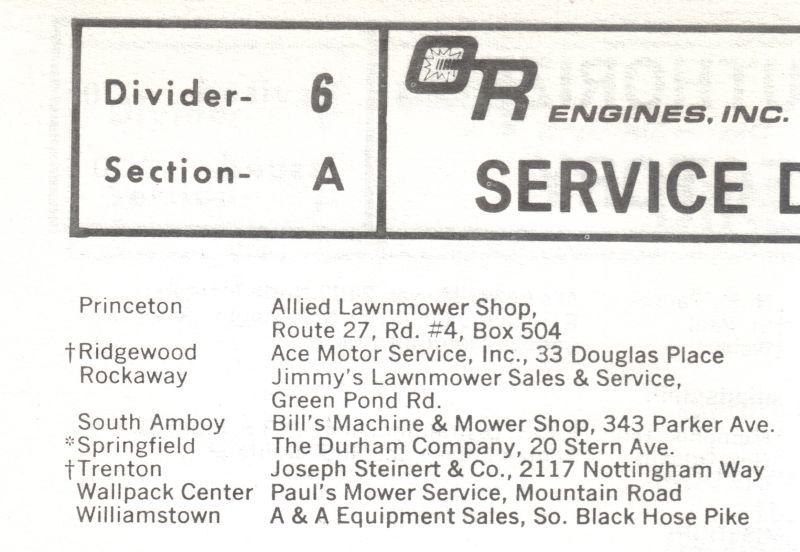 Divider- 6
Section- A
OR ENGINES, INC.
SERVICE
Princeton Allied Lawnmower Shop,
Route 27, Rd. #4, Box 504
†Ridgewood Ace Motor Service, Inc., 33 Douglas Place
Rockaway Jimmy's Lawnmower Sales & Service,
Green Pond Rd.
South Amboy Bill's Machine & Mower Shop, 343 Parker Ave.
*Springfield The Durham Company, 20 Stern Ave.
†Trenton Joseph Steinert & Co., 2117 Nottingham Way
Wallpack Center Paul's Mower Service, Mountain Road
Williamstown A & A Equipment Sales, So. Black Hose Pike